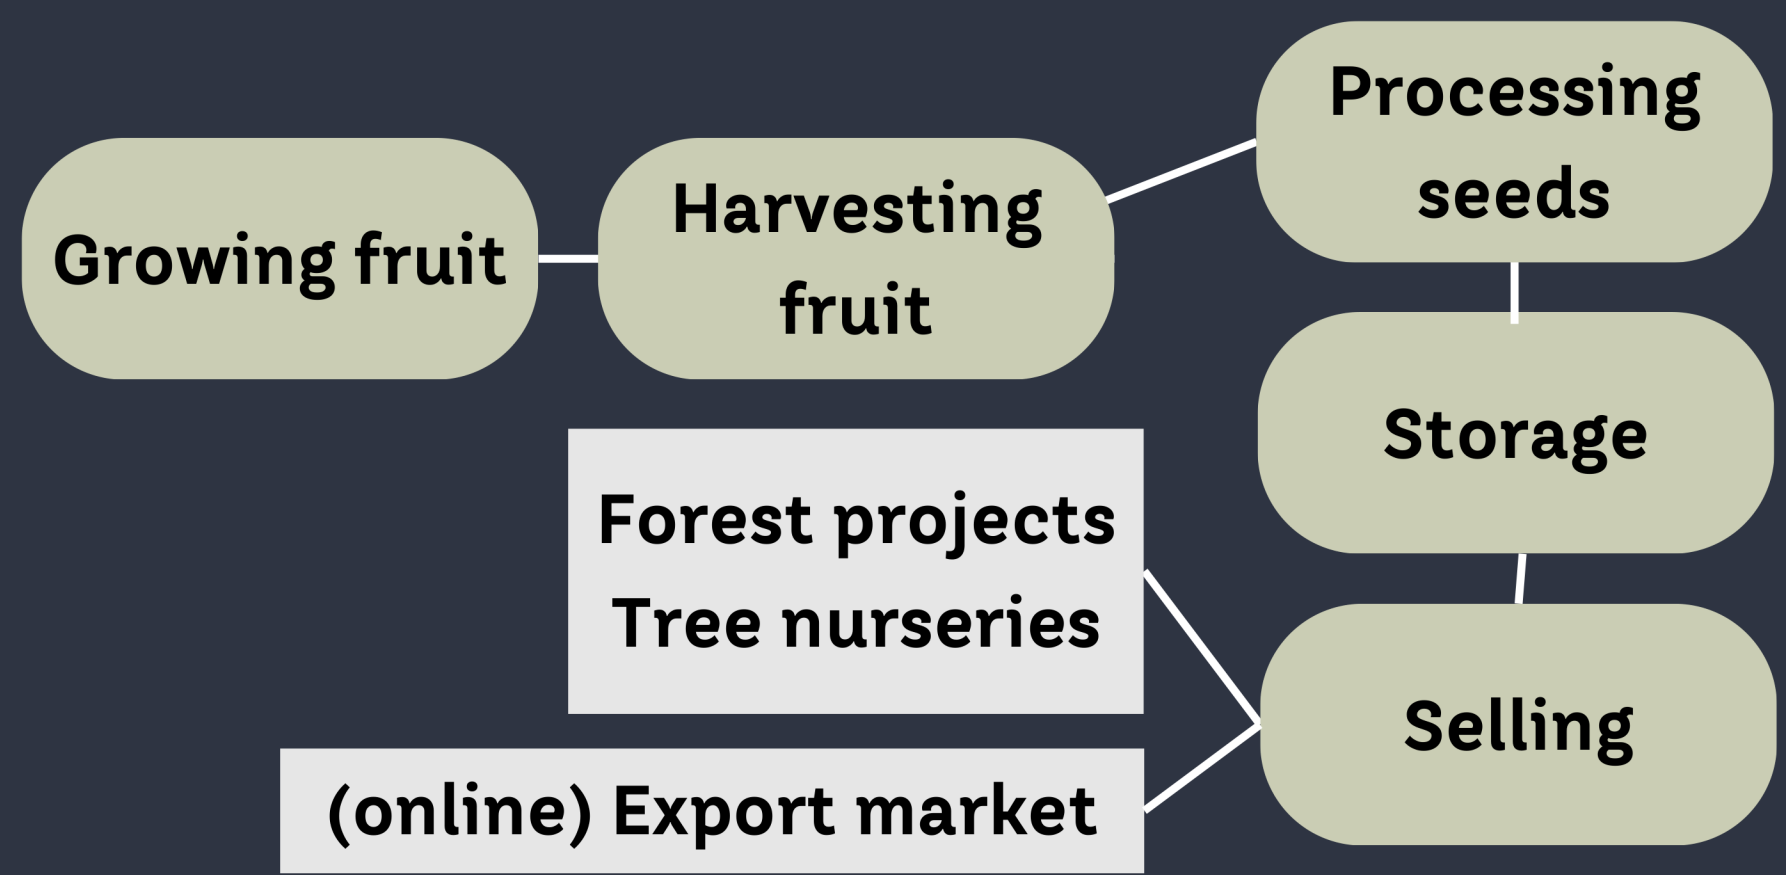 Growing fruit
Harvesting
fruit
Processing
seeds
Storage
Selling
Forest projects
Tree nurseries
(online) Export market